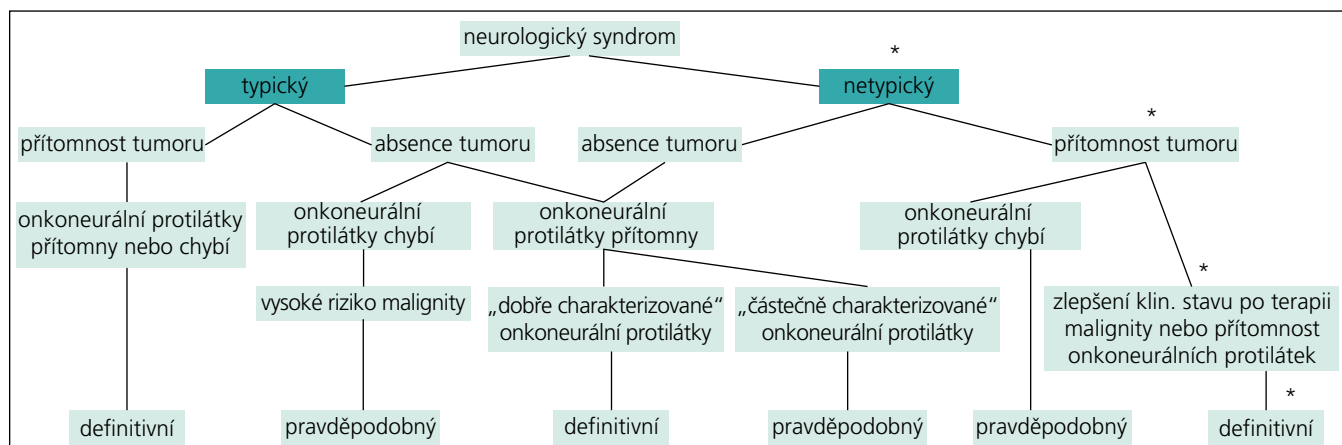 neurologický syndrom
*
typický
netypický
*
přítomnost tumoru
absence tumoru
absence tumoru
přítomnost tumoru
onkoneurální protilátky
přítomny nebo chybí
onkoneurální
protilátky chybí
onkoneurální
protilátky přítomny
onkoneurální
protilátky chybí
*
vysoké riziko malignity
„dobře charakterizované“
onkoneurální protilátky
„částečně charakterizované“
onkoneurální protilátky
zlepšení klin. stavu po terapii
malignity nebo přítomnost
onkoneurálních protilátek
*
definitivní
pravděpodobný
definitivní
pravděpodobný
pravděpodobný
definitivní